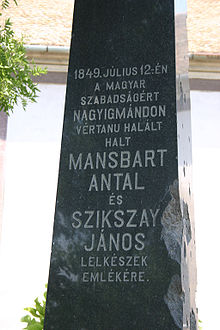 1849. JÚLIUS 12.-ÉN
A MAGYAR
SZABADSÁGÉRT
NAGYIGMÁNDON
VÉRTANU HALÁLT
HALT
MANSBART
ANTAL
ÉS
SZIKSZAY
JÁNOS
LELKÉSZEK
EMLÉKÉRE.